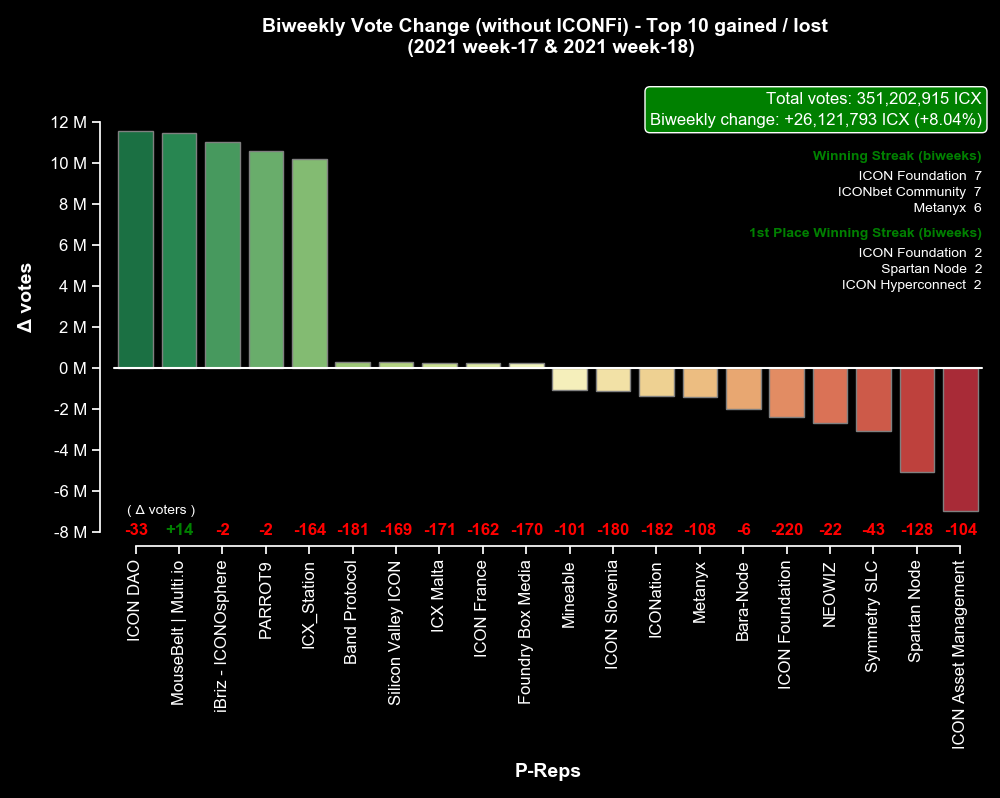 Biweekly Vote Change (without ICONFi) - Top 10 gained / lost
(2021 week-17 & 2021 week-18)
Total votes: 351,202,915 ICX
Biweekly change: +26,121,793 ICX (+8.04%)
Winning Streak (biweeks)
ICON Foundation 7
ICONbet Community 7
Metanyx 6
1st Place Winning Streak (biweeks)
ICON Foundation 2
Spartan Node 2
ICON Hyperconnect 2
Δ votes
12 M
10 M
8 M
6 M
4 M
2 M
0 M
-2 M
-4 M
-6 M
-8 M
( Δ voters )
-33 +14 -2 -2 -164 -181 -169 -171 -162 -170 -101 -180 -182 -108 -6 -220 -22 -43 -128 -104
ICON DAO
MouseBelt | Multi.io
iBriz - ICONOsphere
PARROT9
ICX_Station
Band Protocol
Silicon Valley ICON
ICX Malta
ICON France
Foundry Box Media
Mineable
ICON Slovenia
ICONation
Metanyx
Bara-Node
ICON Foundation
NEOWIZ
Symmetry SLC
Spartan Node
ICON Asset Management
P-Reps